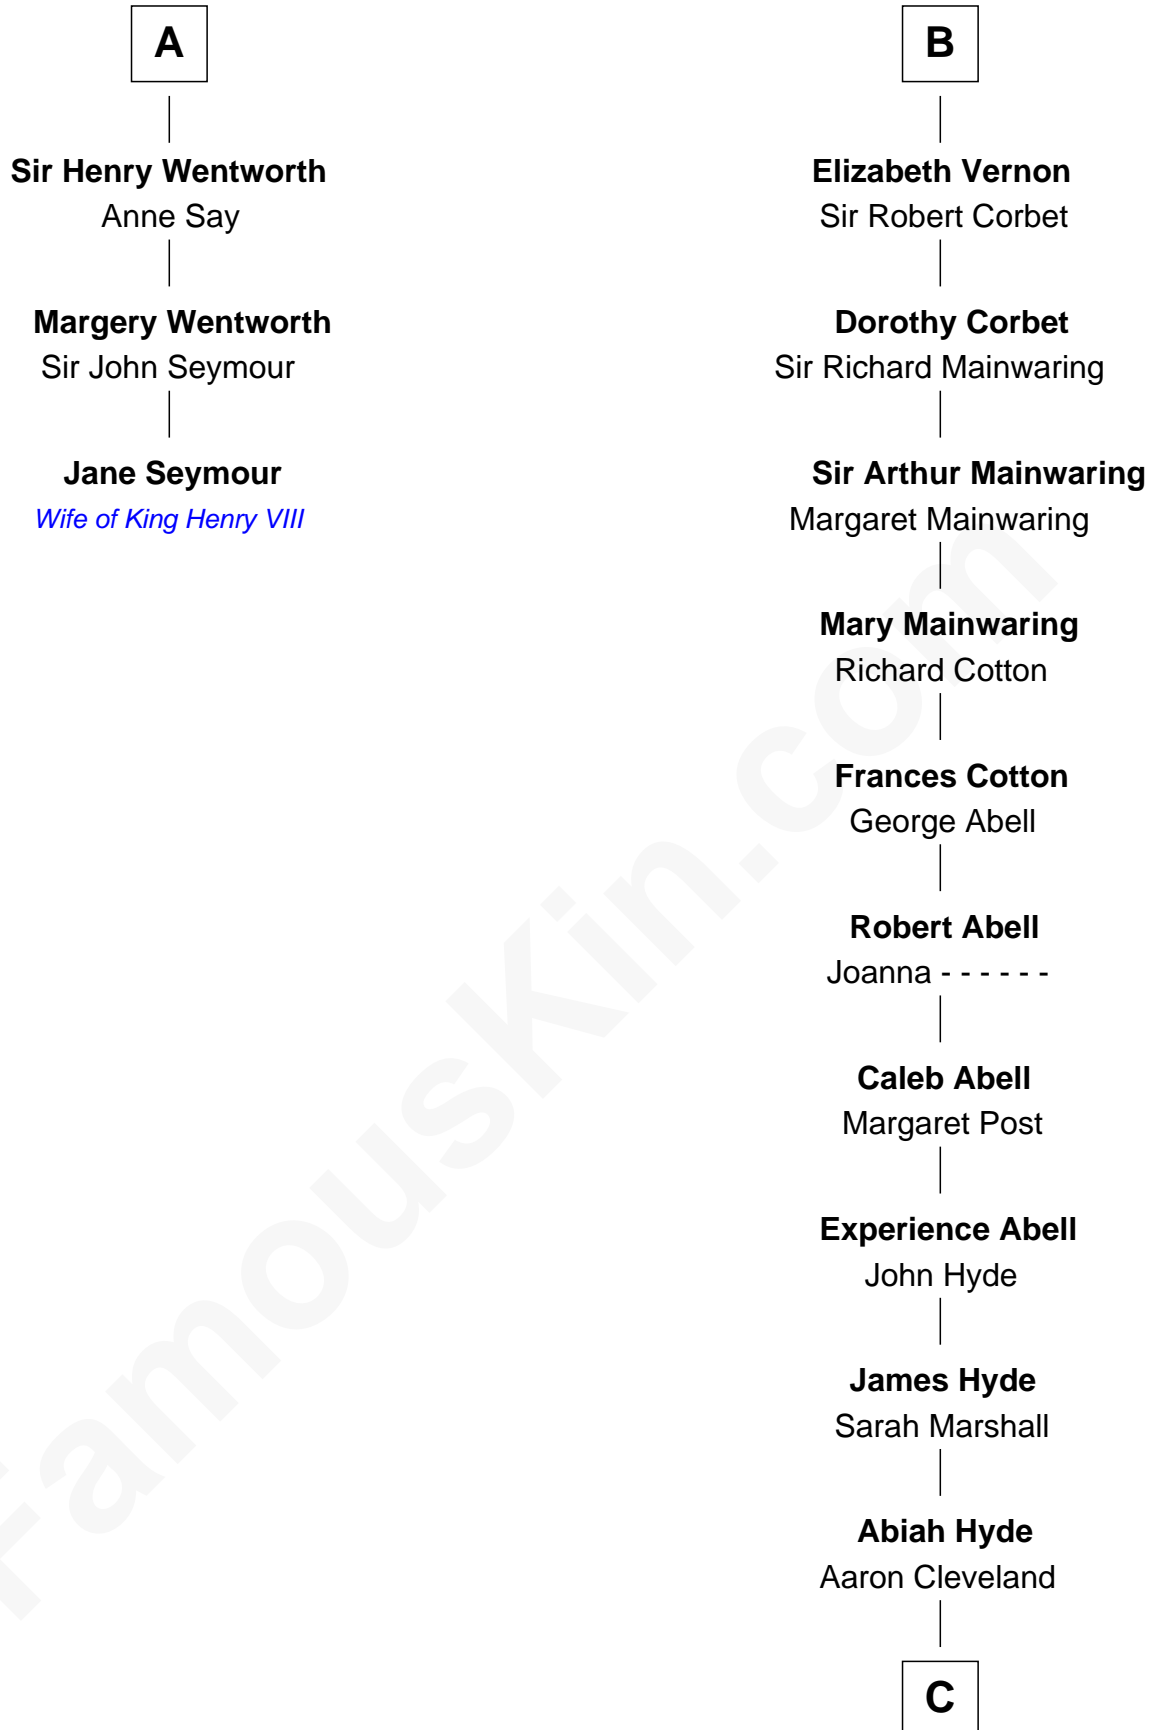 A
Sir Henry Wentworth
Anne Say
Margery Wentworth
Sir John Seymour
Jane Seymour
Wife of King Henry VIII
B
Elizabeth Vernon
Sir Robert Corbet
Dorothy Corbet
Sir Richard Mainwaring
Sir Arthur Mainwaring
Margaret Mainwaring
Mary Mainwaring
Richard Cotton
Frances Cotton
George Abell
Robert Abell
Joanna - - - - - -
Caleb Abell
Margaret Post
Experience Abell
John Hyde
James Hyde
Sarah Marshall
Abiah Hyde
Aaron Cleveland
C
FamousKin.com